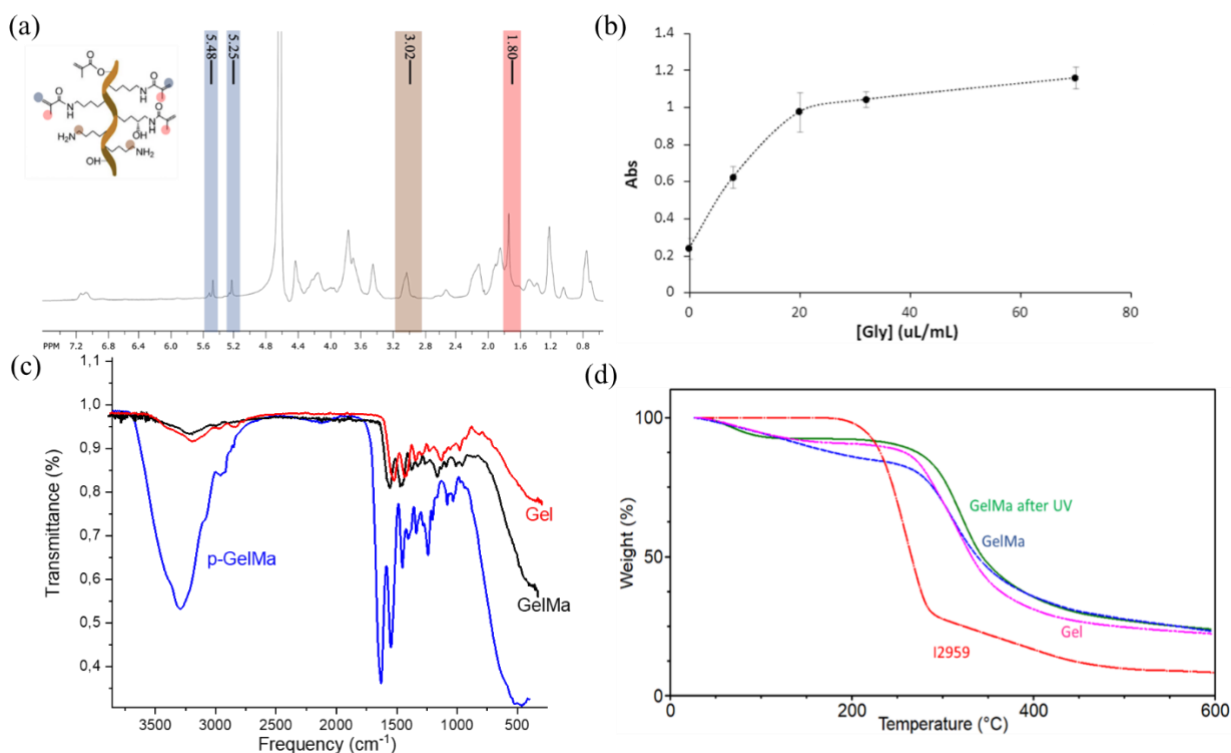 (a)
5.48
5.25
3.02
1.80
O
O
O
NH
O
N
H
O
NH
OH
H₂N
NH₂
OH
PPM 7.2 6.8 6.4 6.0 5.6 5.2 4.8 4.4 4.0 3.6 3.2 2.8 2.4 2.0 1.6 1.2 0.8
(b)
1.4
1.2
1
0.8
0.6
0.4
0.2
0
Abs
0 20 40 60 80
[Gly] (uL/mL)
(c)
1,1
1,0
0,9
0,8
0,7
0,6
0,5
0,4
Transmittance (%)
Gel
p-GelMa
GelMa
3500 3000 2500 2000 1500 1000 500
Frequency (cm⁻¹)
(d)
100
50
0
Weight (%)
GelMa after UV
GelMa
Gel
I2959
200 400 600
Temperature (°C)